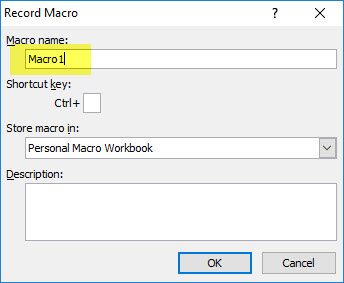 Record Macro
Macro name:
Macro1
Shortcut key:
Ctrl+
Store macro in:
Personal Macro Workbook
Description:
OK Cancel